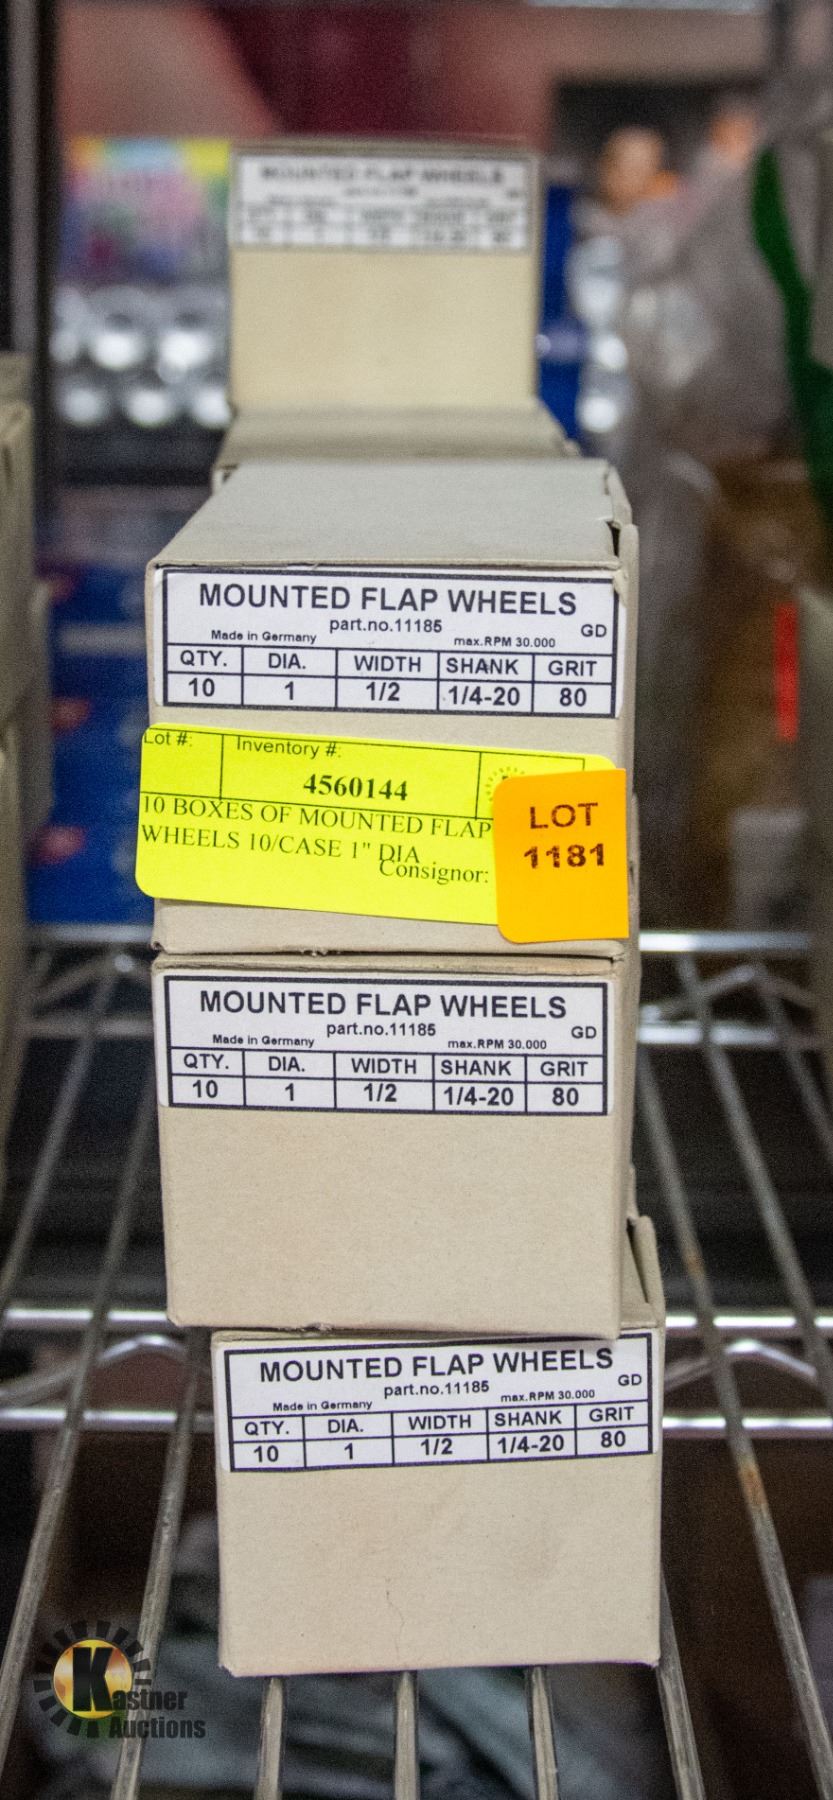 MOUNTED FLAP WHEELS
MOUNTED FLAP WHEELS
part.no.11185
Made in Germany max.RPM 30.000 GD
QTY. DIA. WIDTH SHANK GRIT
10 1 1/2 1/4-20 80
Lot #: Inventory #:
4560144
10 BOXES OF MOUNTED FLAP
WHEELS 10/CASE 1" DIA
Consignor:
LOT
1181
MOUNTED FLAP WHEELS
part.no.11185
Made in Germany max.RPM 30.000 GD
QTY. DIA. WIDTH SHANK GRIT
10 1 1/2 1/4-20 80
MOUNTED FLAP WHEELS
part.no.11185
Made in Germany max.RPM 30.000 GD
QTY. DIA. WIDTH SHANK GRIT
10 1 1/2 1/4-20 80
Kastner
Auctions